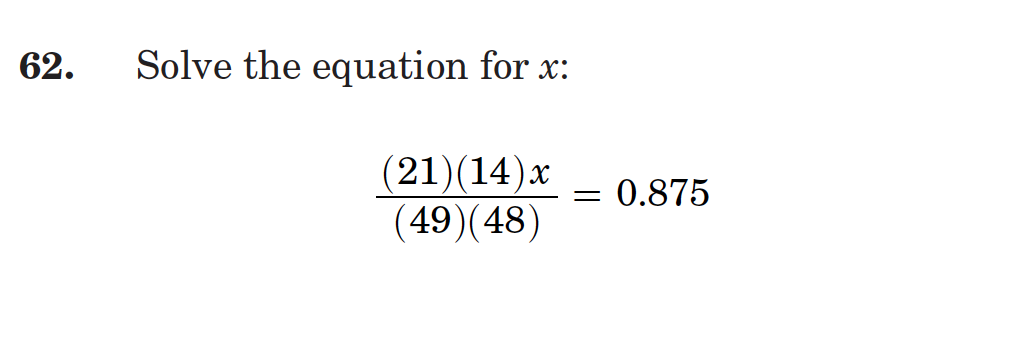 62. Solve the equation for x:
(21)(14)x
(49)(48)
= 0.875